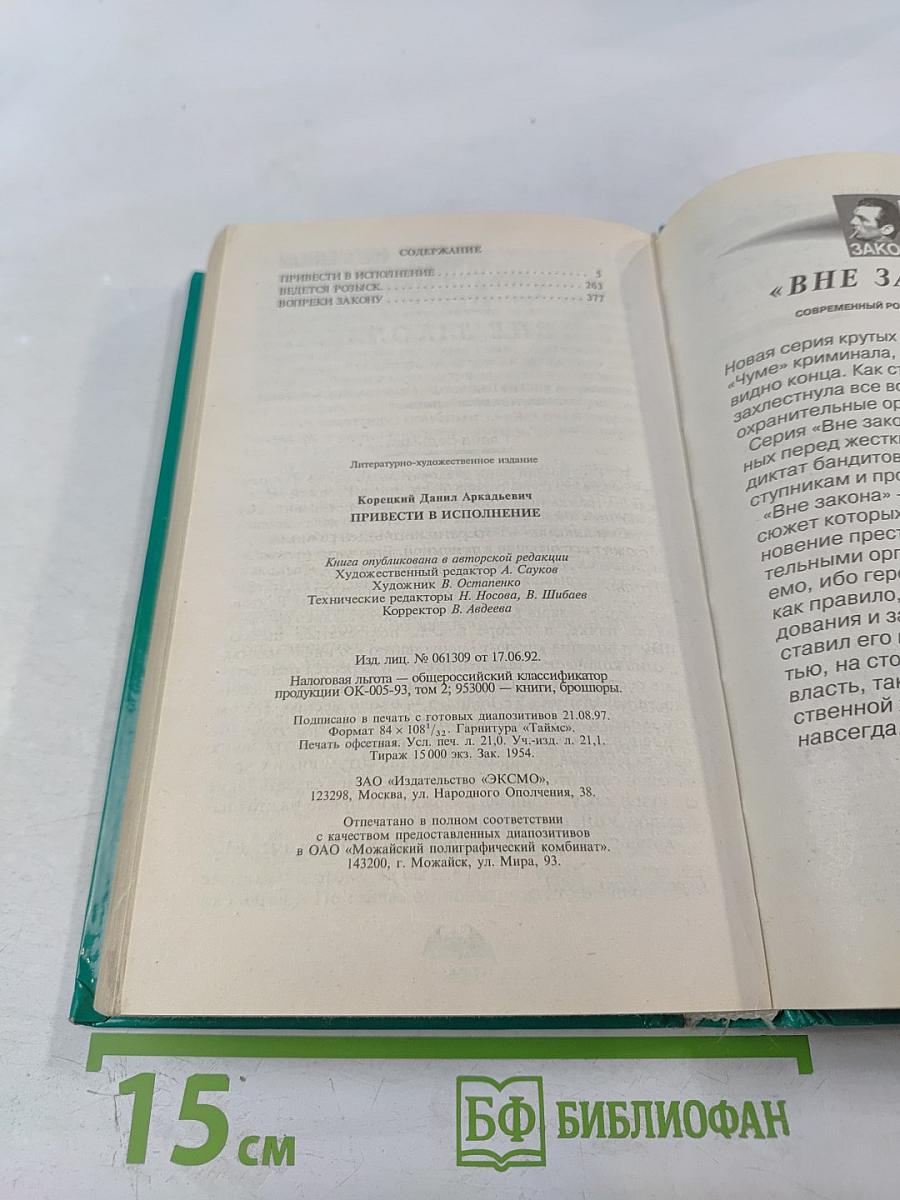 СОДЕРЖАНИЕ
ПРИВЕСТИ В ИСПОЛНЕНИЕ . . . . . . . . . . . . . . . . . . . . . . 5
ВЕДЕТСЯ РОЗЫСК. . . . . . . . . . . . . . . . . . . . . . . . . . . . . 263
ВОПРЕКИ ЗАКОНУ . . . . . . . . . . . . . . . . . . . . . . . . . . . . 377
Литературно-художественное издание
Корецкий Данил Аркадьевич
ПРИВЕСТИ В ИСПОЛНЕНИЕ
Книга опубликована в авторской редакции
Художественный редактор А. Сауков
Художник В. Остапенко
Технические редакторы Н. Носова, В. Шибаев
Корректор В. Авдеева
Изд. лиц. № 061309 от 17.06.92.
Налоговая льгота — общероссийский классификатор
продукции ОК-005-93, том 2; 953000 — книги, брошюры.
Подписано в печать с готовых диапозитивов 21.08.97.
Формат 84 × 108 1/32. Гарнитура «Таймс».
Печать офсетная. Усл. печ. л. 21,0. Уч.-изд. л. 21,1.
Тираж 15 000 экз. Зак. 1954.
ЗАО «Издательство «ЭКСМО»,
123298, Москва, ул. Народного Ополчения, 38.
Отпечатано в полном соответствии
с качеством предоставленных диапозитивов
в ОАО «Можайский полиграфический комбинат».
143200, г. Можайск, ул. Мира, 93.
ЗАКО
«ВНЕ ЗА
СОВРЕМЕННЫЙ РО
Новая серия крутых
«Чуме» криминала,
видно конца. Как ст
захлестнула все во
охранительные ор
Серия «Вне зако
ных перед жестк
диктат бандитов
ступникам и про
«Вне закона» -
сюжет которых
новение прест
тельными орг
емо, ибо геро
как правило,
дования и за
ставил его
тью, на сто
власть, так
ственной
навсегда.
15 см
БФ БИБЛИОФАН